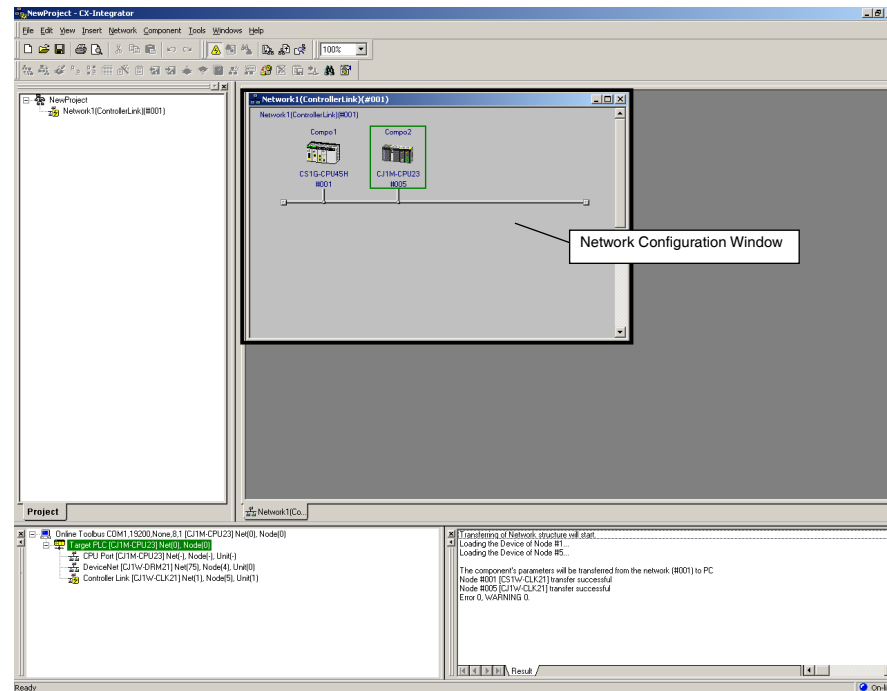 NewProject - CX-Integrator
File Edit View Insert Network Component Tools Windows Help
100%
NewProject
Network1(ControllerLink)(#001)
Network1(ControllerLink)(#001)
Network1(ControllerLink)(#001)
Compo1 Compo2
CS1G-CPU45H CJ1M-CPU23
#001 #005
Network Configuration Window
Project
Network1(Co...
Online Toolbus COM1,19200,None,8,1 [CJ1M-CPU23] Net(0), Node(0)
Target PLC [CJ1M-CPU23] Net(0), Node(0)
CPU Port [CJ1M-CPU23] Net(-), Node(-), Unit(-)
DeviceNet [CJ1W-DRM21] Net(75), Node(4), Unit(0)
Controller Link [CJ1W-CLK21] Net(1), Node(5), Unit(1)
Transferring of Network structure will start.
Loading the Device of Node #1...
Loading the Device of Node #5...
The component's parameters will be transferred from the network (#001) to PC
Node #001 [CS1W-CLK21] transfer successful
Node #005 [CJ1W-CLK21] transfer successful
Error 0, WARNING 0.
Result
Ready
On-li